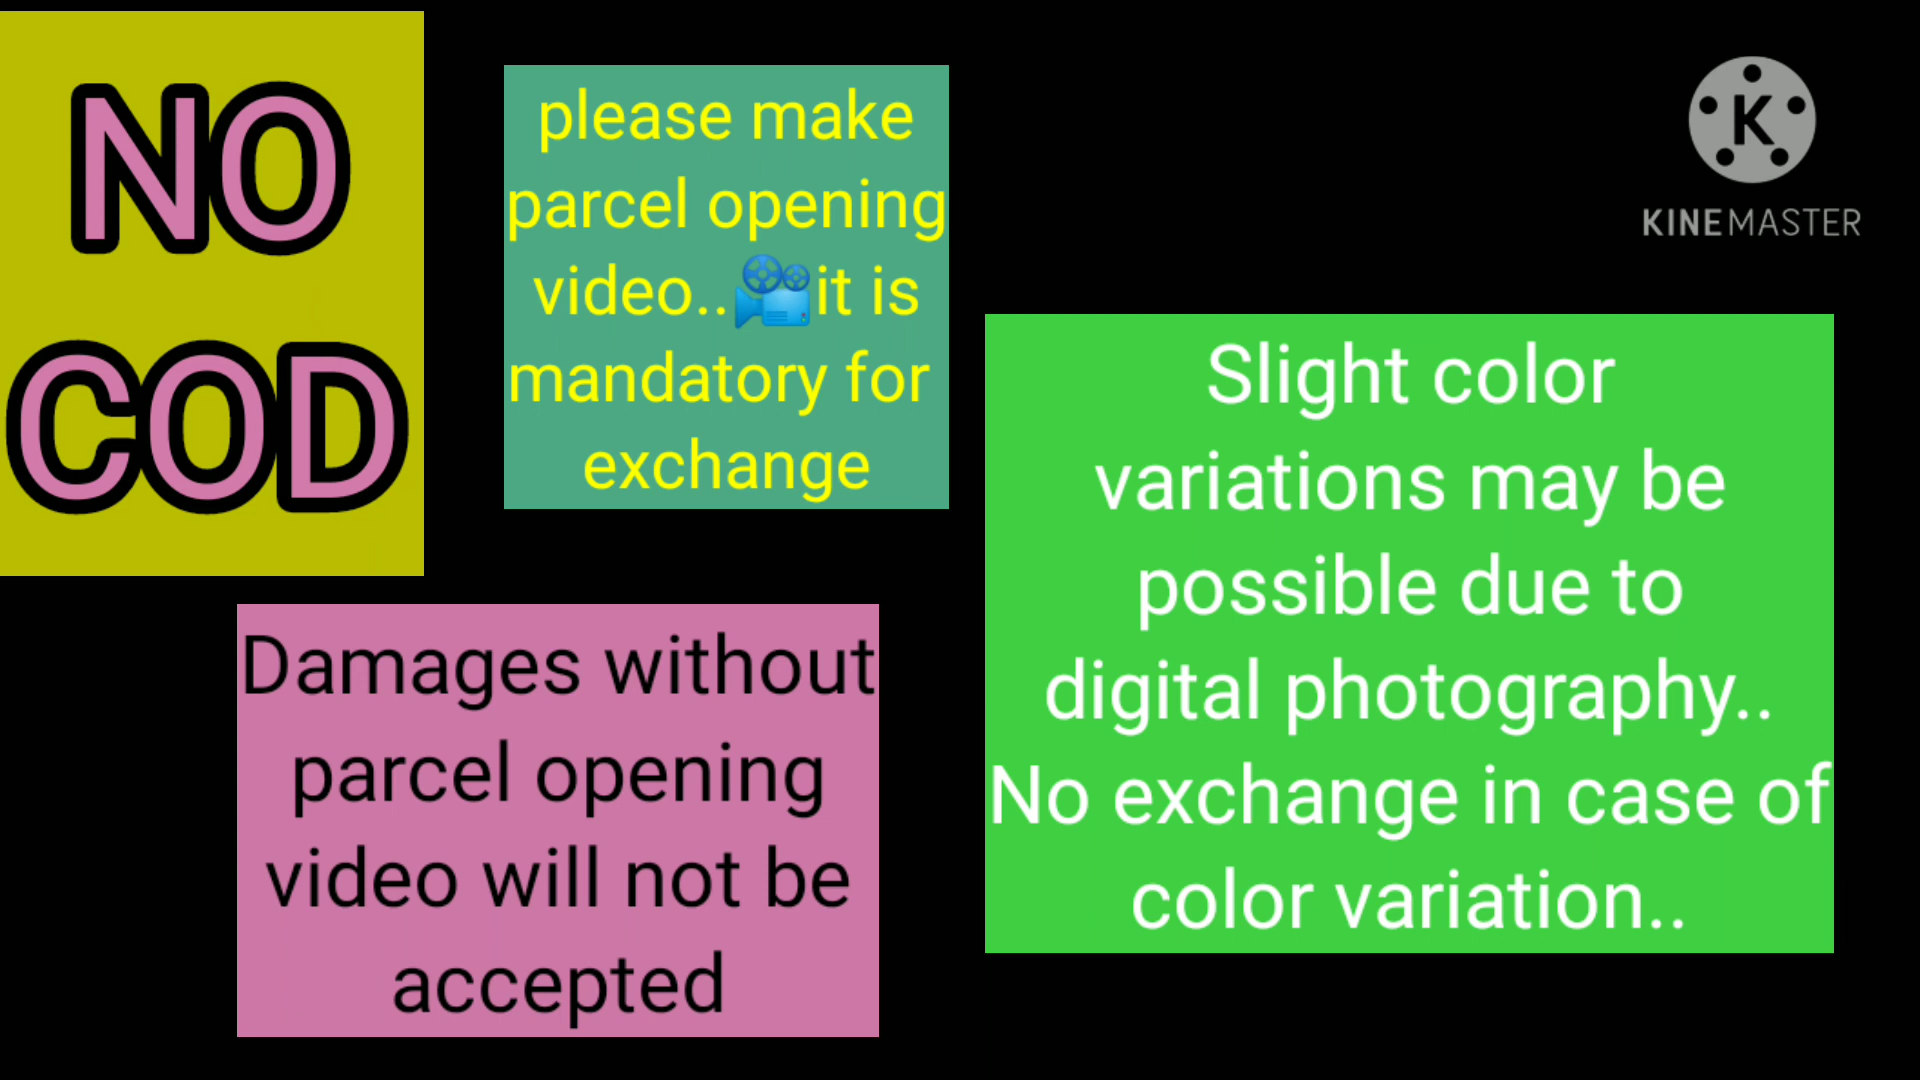 NO
COD
please make
parcel opening
video..🎥it is
mandatory for
exchange
K
KINEMASTER
Slight color
variations may be
possible due to
digital photography..
No exchange in case of
color variation..
Damages without
parcel opening
video will not be
accepted